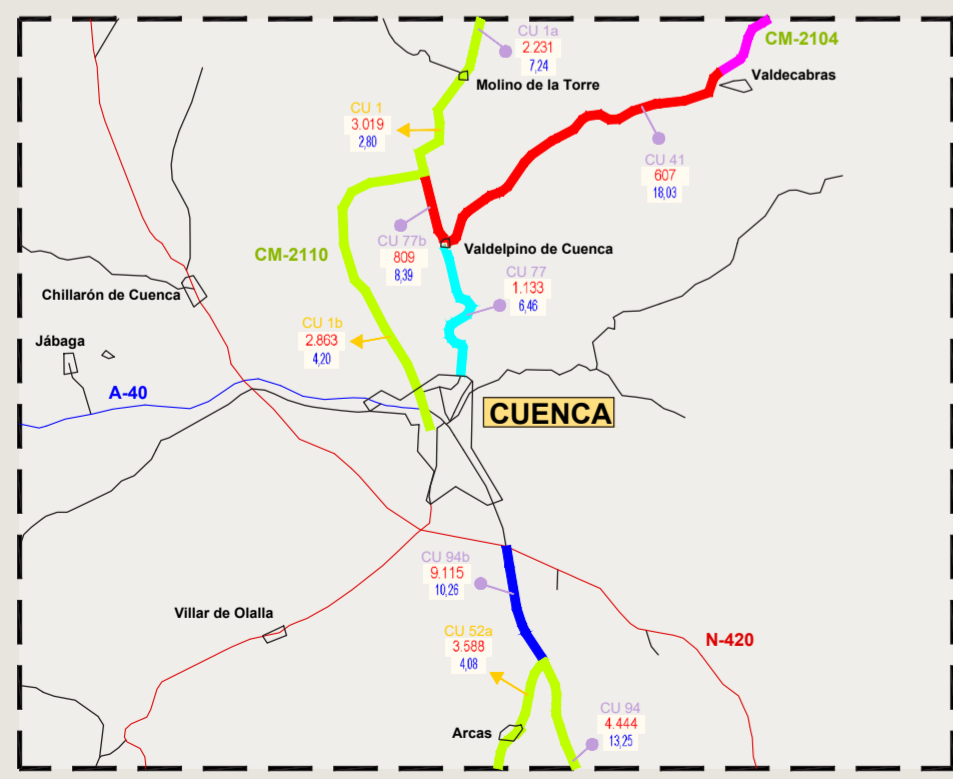 CU 1a
2.231
7,24
CM-2104
Valdecabras
Molino de la Torre
CU 1
3.019
2,80
CU 41
607
18,03
CU 77b
809
8,39
Valdelpino de Cuenca
CM-2110
CU 77
1.133
6,46
Chillarón de Cuenca
CU 1b
2.863
4,20
Jábaga
A-40
CUENCA
CU 94b
9.115
10,26
Villar de Olalla
CU 52a
3.588
4,08
N-420
CU 94
4.444
13,25
Arcas